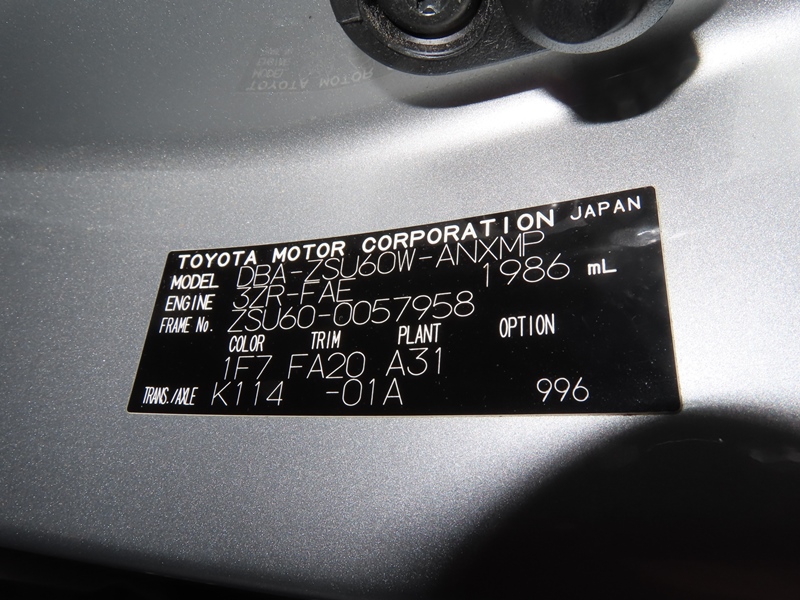 TOYOTA MOTOR CORPORATION JAPAN
MODEL DBA-ZSU60W-ANXMP
ENGINE 3ZR-FAE 1986 mL
FRAME No. ZSU60-0057958
COLOR TRIM PLANT OPTION
1F7 FA20 A31
TRANS./AXLE K114 -01A 996